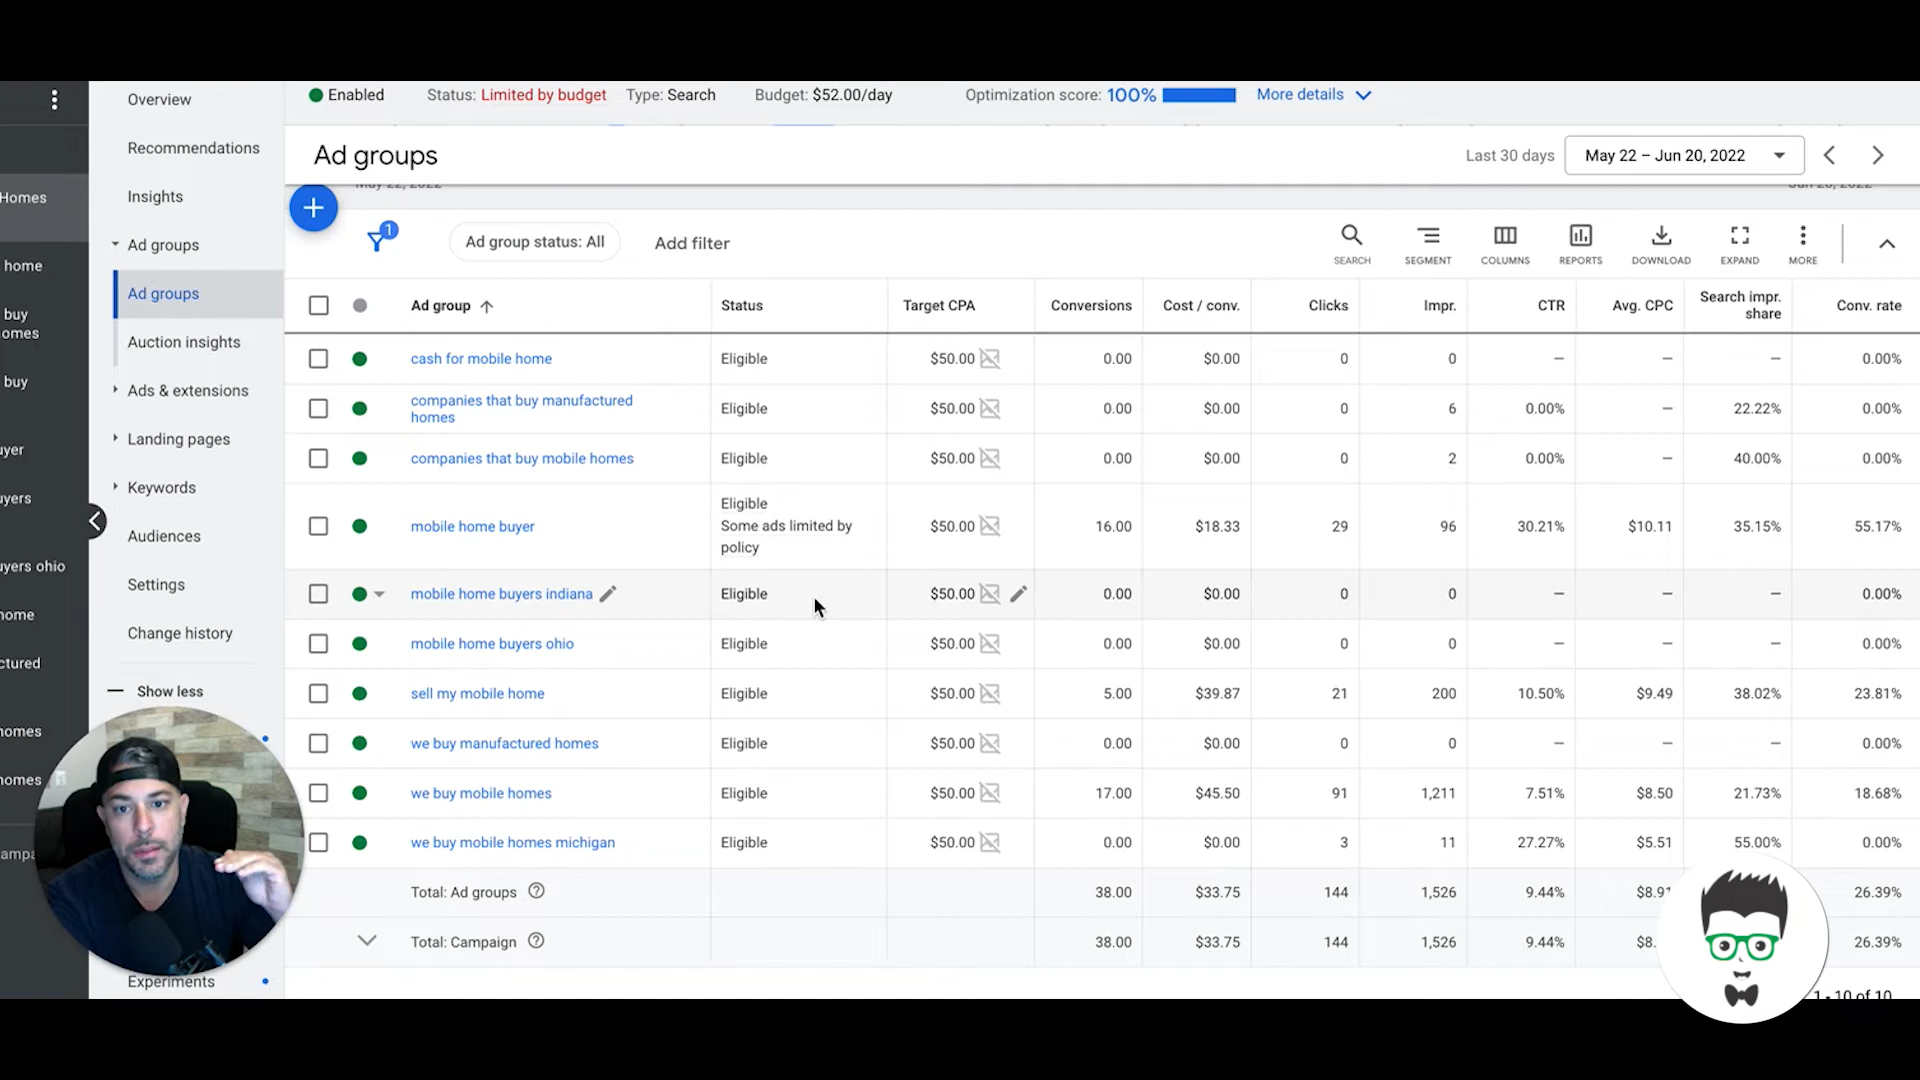 Enabled Status: Limited by budget Type: Search Budget: $52.00/day Optimization score: 100% More details
Ad groups Last 30 days May 22 – Jun 20, 2022
Overview
Recommendations
Insights
Ad groups
Ad groups
Auction insights
Ads & extensions
Landing pages
Keywords
Audiences
Settings
Change history
Show less
Experiments
Homes
home
buy
omes
buy
yer
yers
yers ohio
ome
ctured
omes
omes
ampa
1
Ad group status: All Add filter
SEARCH SEGMENT COLUMNS REPORTS DOWNLOAD EXPAND MORE
Ad group Status Target CPA Conversions Cost / conv. Clicks Impr. CTR Avg. CPC Search impr. share Conv. rate
cash for mobile home Eligible $50.00 0.00 $0.00 0 0 — — — 0.00%
companies that buy manufactured homes Eligible $50.00 0.00 $0.00 0 6 0.00% — 22.22% 0.00%
companies that buy mobile homes Eligible $50.00 0.00 $0.00 0 2 0.00% — 40.00% 0.00%
mobile home buyer Eligible Some ads limited by policy $50.00 16.00 $18.33 29 96 30.21% $10.11 35.15% 55.17%
mobile home buyers indiana Eligible $50.00 0.00 $0.00 0 0 — — — 0.00%
mobile home buyers ohio Eligible $50.00 0.00 $0.00 0 0 — — — 0.00%
sell my mobile home Eligible $50.00 5.00 $39.87 21 200 10.50% $9.49 38.02% 23.81%
we buy manufactured homes Eligible $50.00 0.00 $0.00 0 0 — — — 0.00%
we buy mobile homes Eligible $50.00 17.00 $45.50 91 1,211 7.51% $8.50 21.73% 18.68%
we buy mobile homes michigan Eligible $50.00 0.00 $0.00 3 11 27.27% $5.51 55.00% 0.00%
Total: Ad groups 38.00 $33.75 144 1,526 9.44% $8.91 26.39%
Total: Campaign 38.00 $33.75 144 1,526 9.44% $8. 26.39%
1 - 10 of 10